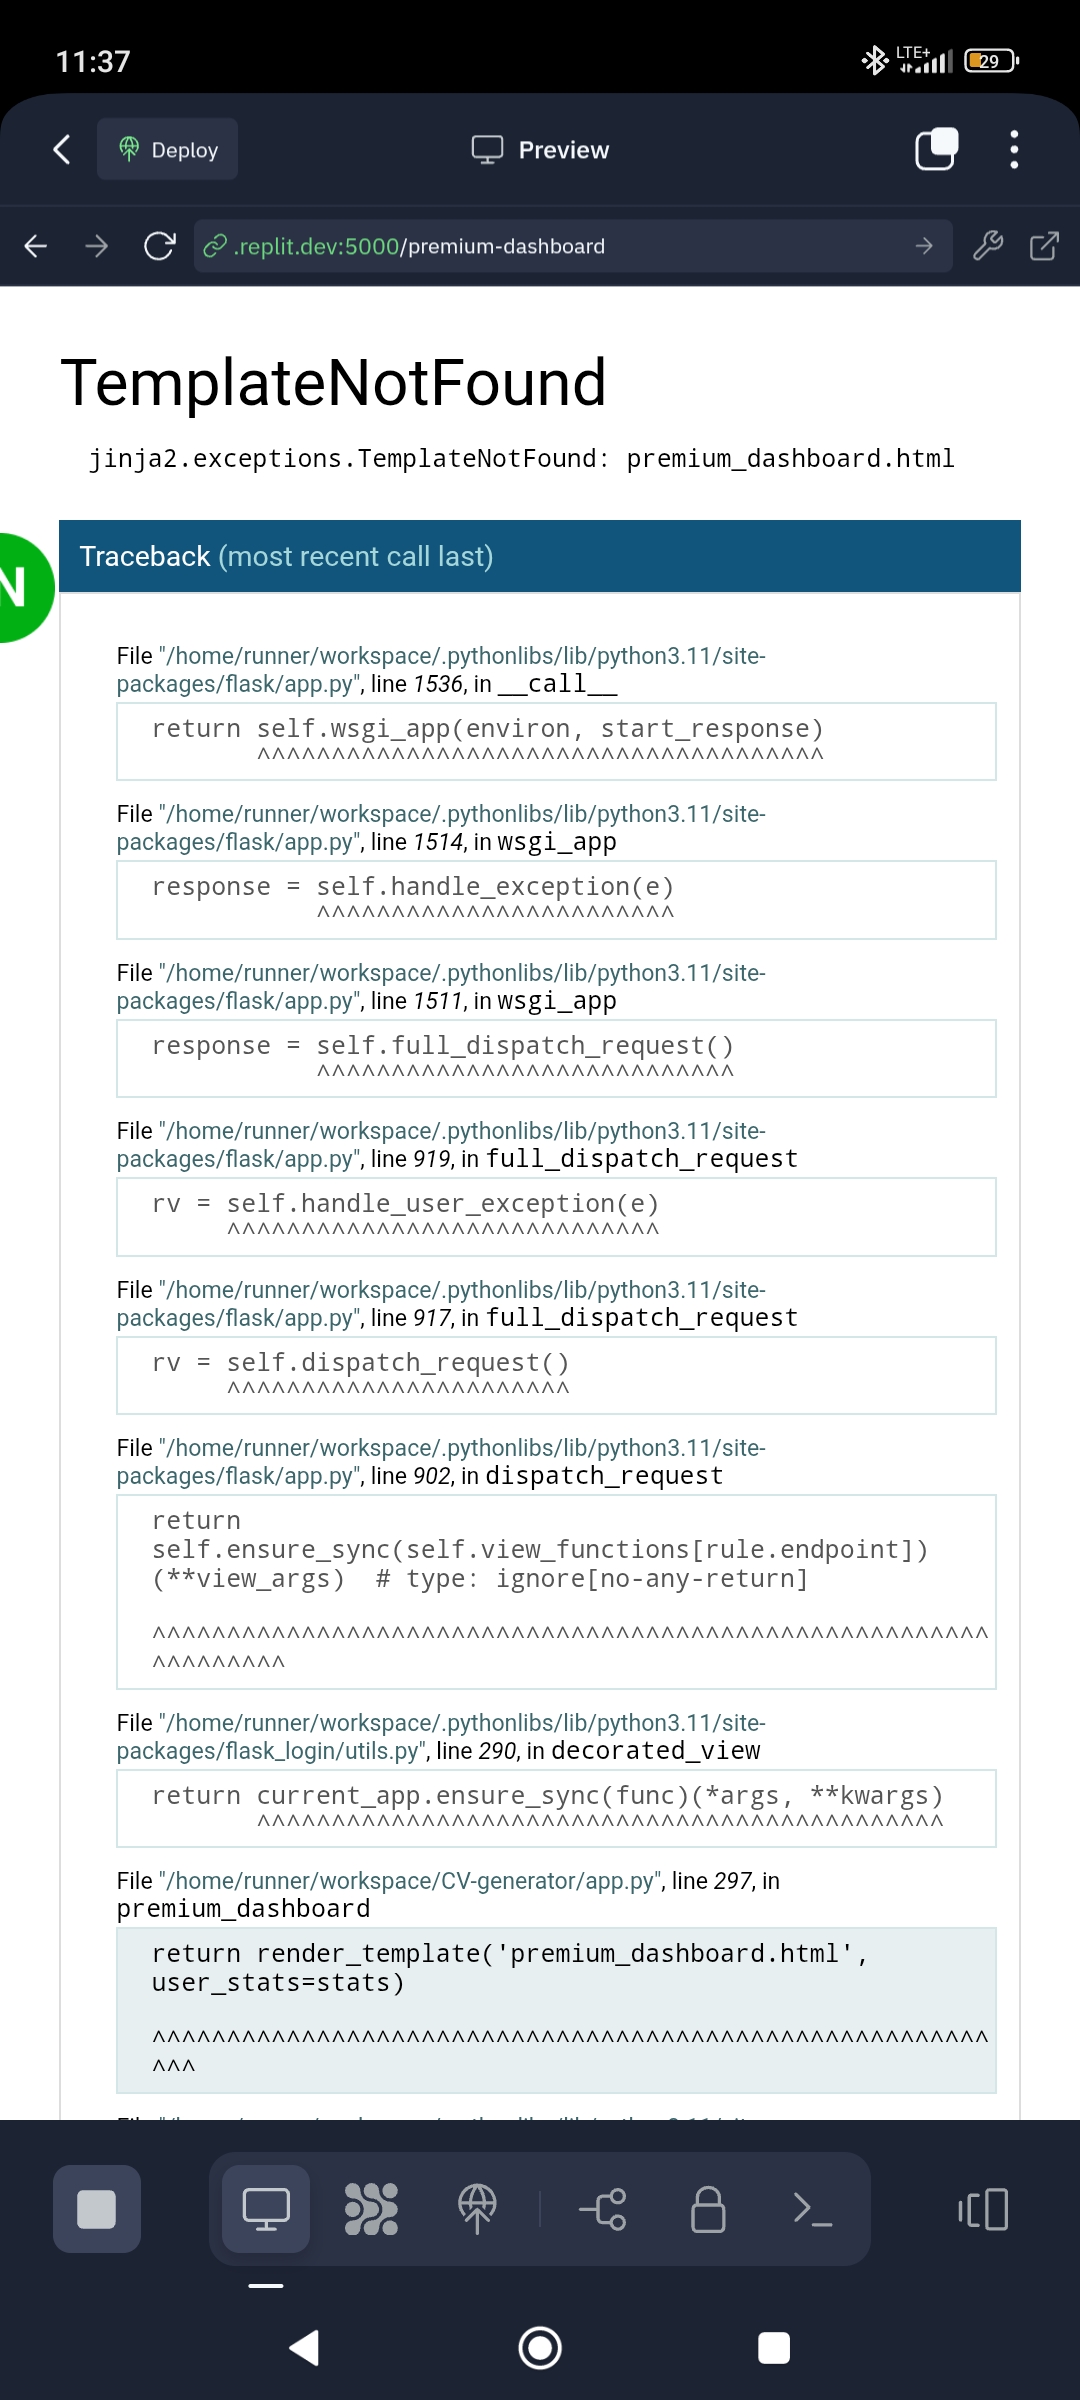 11:37
LTE+
29
Deploy
Preview
.replit.dev:5000/premium-dashboard
TemplateNotFound
jinja2.exceptions.TemplateNotFound: premium_dashboard.html
Traceback (most recent call last)
N
File "/home/runner/workspace/.pythonlibs/lib/python3.11/site-
packages/flask/app.py", line 1536, in __call__
return self.wsgi_app(environ, start_response)
^^^^^^^^^^^^^^^^^^^^^^^^^^^^^^^^^^^^^^
File "/home/runner/workspace/.pythonlibs/lib/python3.11/site-
packages/flask/app.py", line 1514, in wsgi_app
response = self.handle_exception(e)
^^^^^^^^^^^^^^^^^^^^^^^^
File "/home/runner/workspace/.pythonlibs/lib/python3.11/site-
packages/flask/app.py", line 1511, in wsgi_app
response = self.full_dispatch_request()
^^^^^^^^^^^^^^^^^^^^^^^^^^^^
File "/home/runner/workspace/.pythonlibs/lib/python3.11/site-
packages/flask/app.py", line 919, in full_dispatch_request
rv = self.handle_user_exception(e)
^^^^^^^^^^^^^^^^^^^^^^^^^^^^^
File "/home/runner/workspace/.pythonlibs/lib/python3.11/site-
packages/flask/app.py", line 917, in full_dispatch_request
rv = self.dispatch_request()
^^^^^^^^^^^^^^^^^^^^^^^
File "/home/runner/workspace/.pythonlibs/lib/python3.11/site-
packages/flask/app.py", line 902, in dispatch_request
return
self.ensure_sync(self.view_functions[rule.endpoint])
(**view_args)  # type: ignore[no-any-return]
^^^^^^^^^^^^^^^^^^^^^^^^^^^^^^^^^^^^^^^^^^^^^^^^^^^^^^^^
^^^^^^^^^
File "/home/runner/workspace/.pythonlibs/lib/python3.11/site-
packages/flask_login/utils.py", line 290, in decorated_view
return current_app.ensure_sync(func)(*args, **kwargs)
^^^^^^^^^^^^^^^^^^^^^^^^^^^^^^^^^^^^^^^^^^^^^^
File "/home/runner/workspace/CV-generator/app.py", line 297, in
premium_dashboard
return render_template('premium_dashboard.html',
user_stats=stats)
^^^^^^^^^^^^^^^^^^^^^^^^^^^^^^^^^^^^^^^^^^^^^^^^^^^^^^^^
^^^